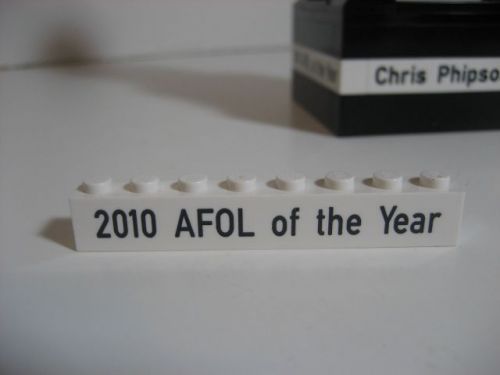 Chris Phipso
2010 AFOL of the Year